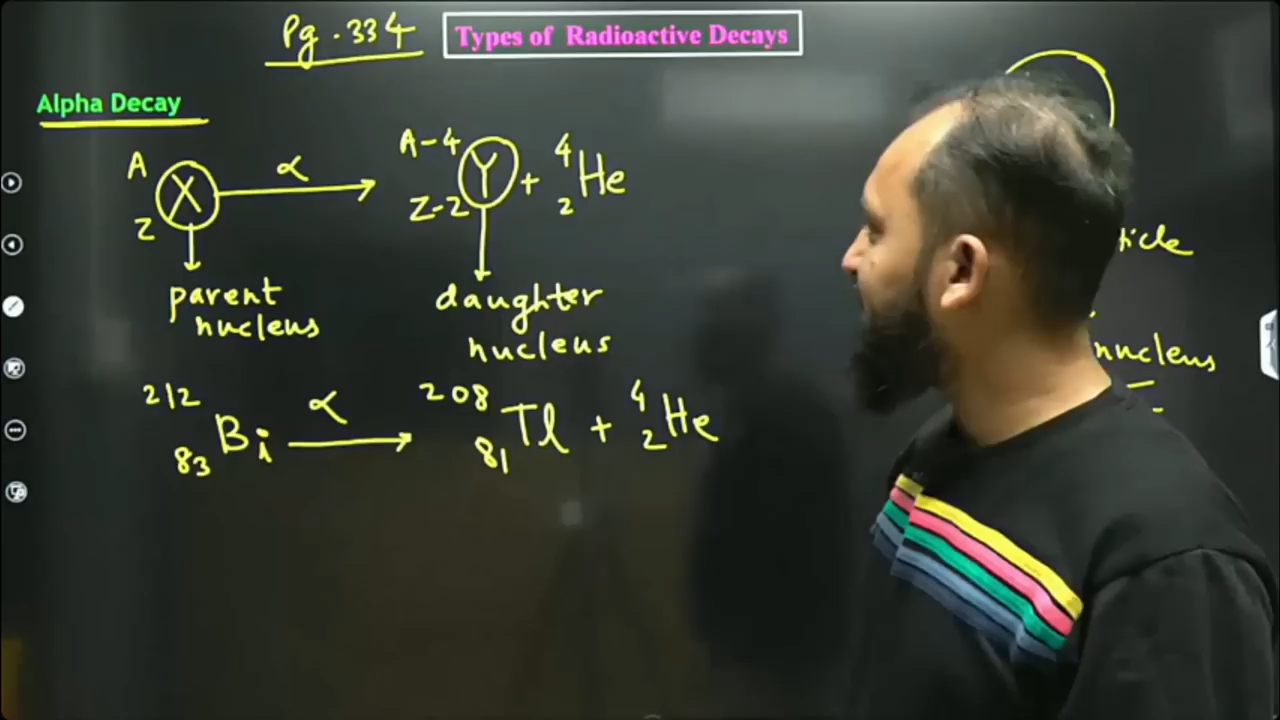 Pg. 334
Types of Radioactive Decays
Alpha Decay
A X Z α → A-4 Y Z-2 + 4 2 He
parent nucleus
daughter nucleus
nucleus
212 83 Bi α → 208 81 Tl + 4 2 He